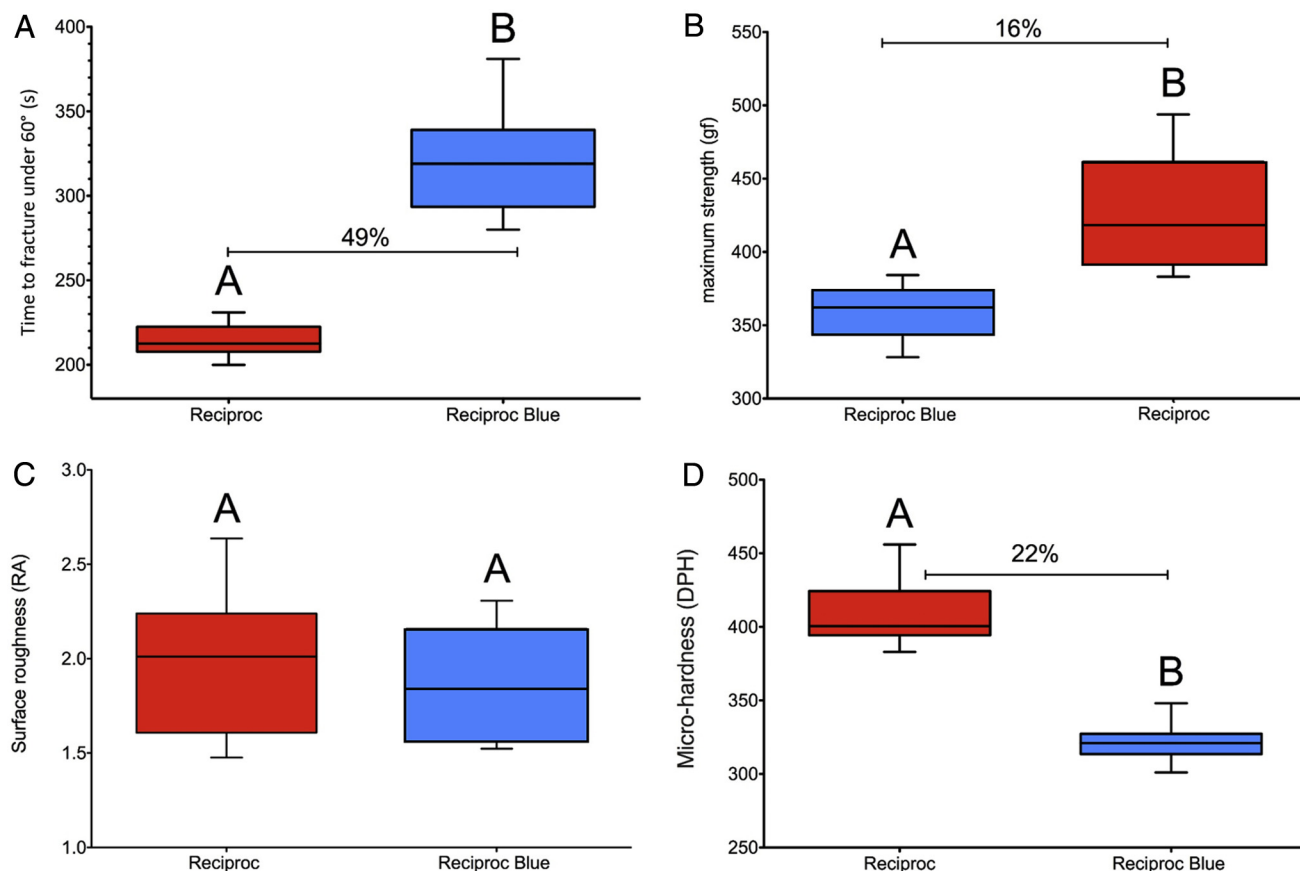 A
Time to fracture under 60° (s)
400
350
300
250
200
A
B
49%
Reciproc
Reciproc Blue
B
maximum strength (gf)
550
500
450
400
350
300
16%
A
B
Reciproc Blue
Reciproc
C
Surface roughness (RA)
3.0
2.5
2.0
1.5
1.0
A
A
Reciproc
Reciproc Blue
D
Micro-hardness (DPH)
500
450
400
350
300
250
A
22%
B
Reciproc
Reciproc Blue